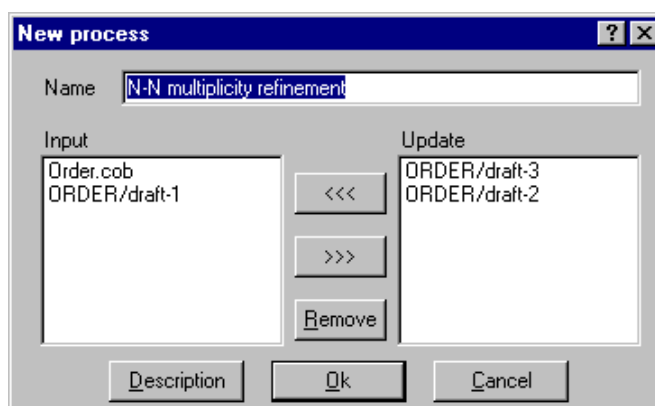 New process
Name N-N multiplicity refinement
Input Update
Order.cob ORDER/draft-3
ORDER/draft-1 <<< ORDER/draft-2
>>>
Remove
Description Ok Cancel